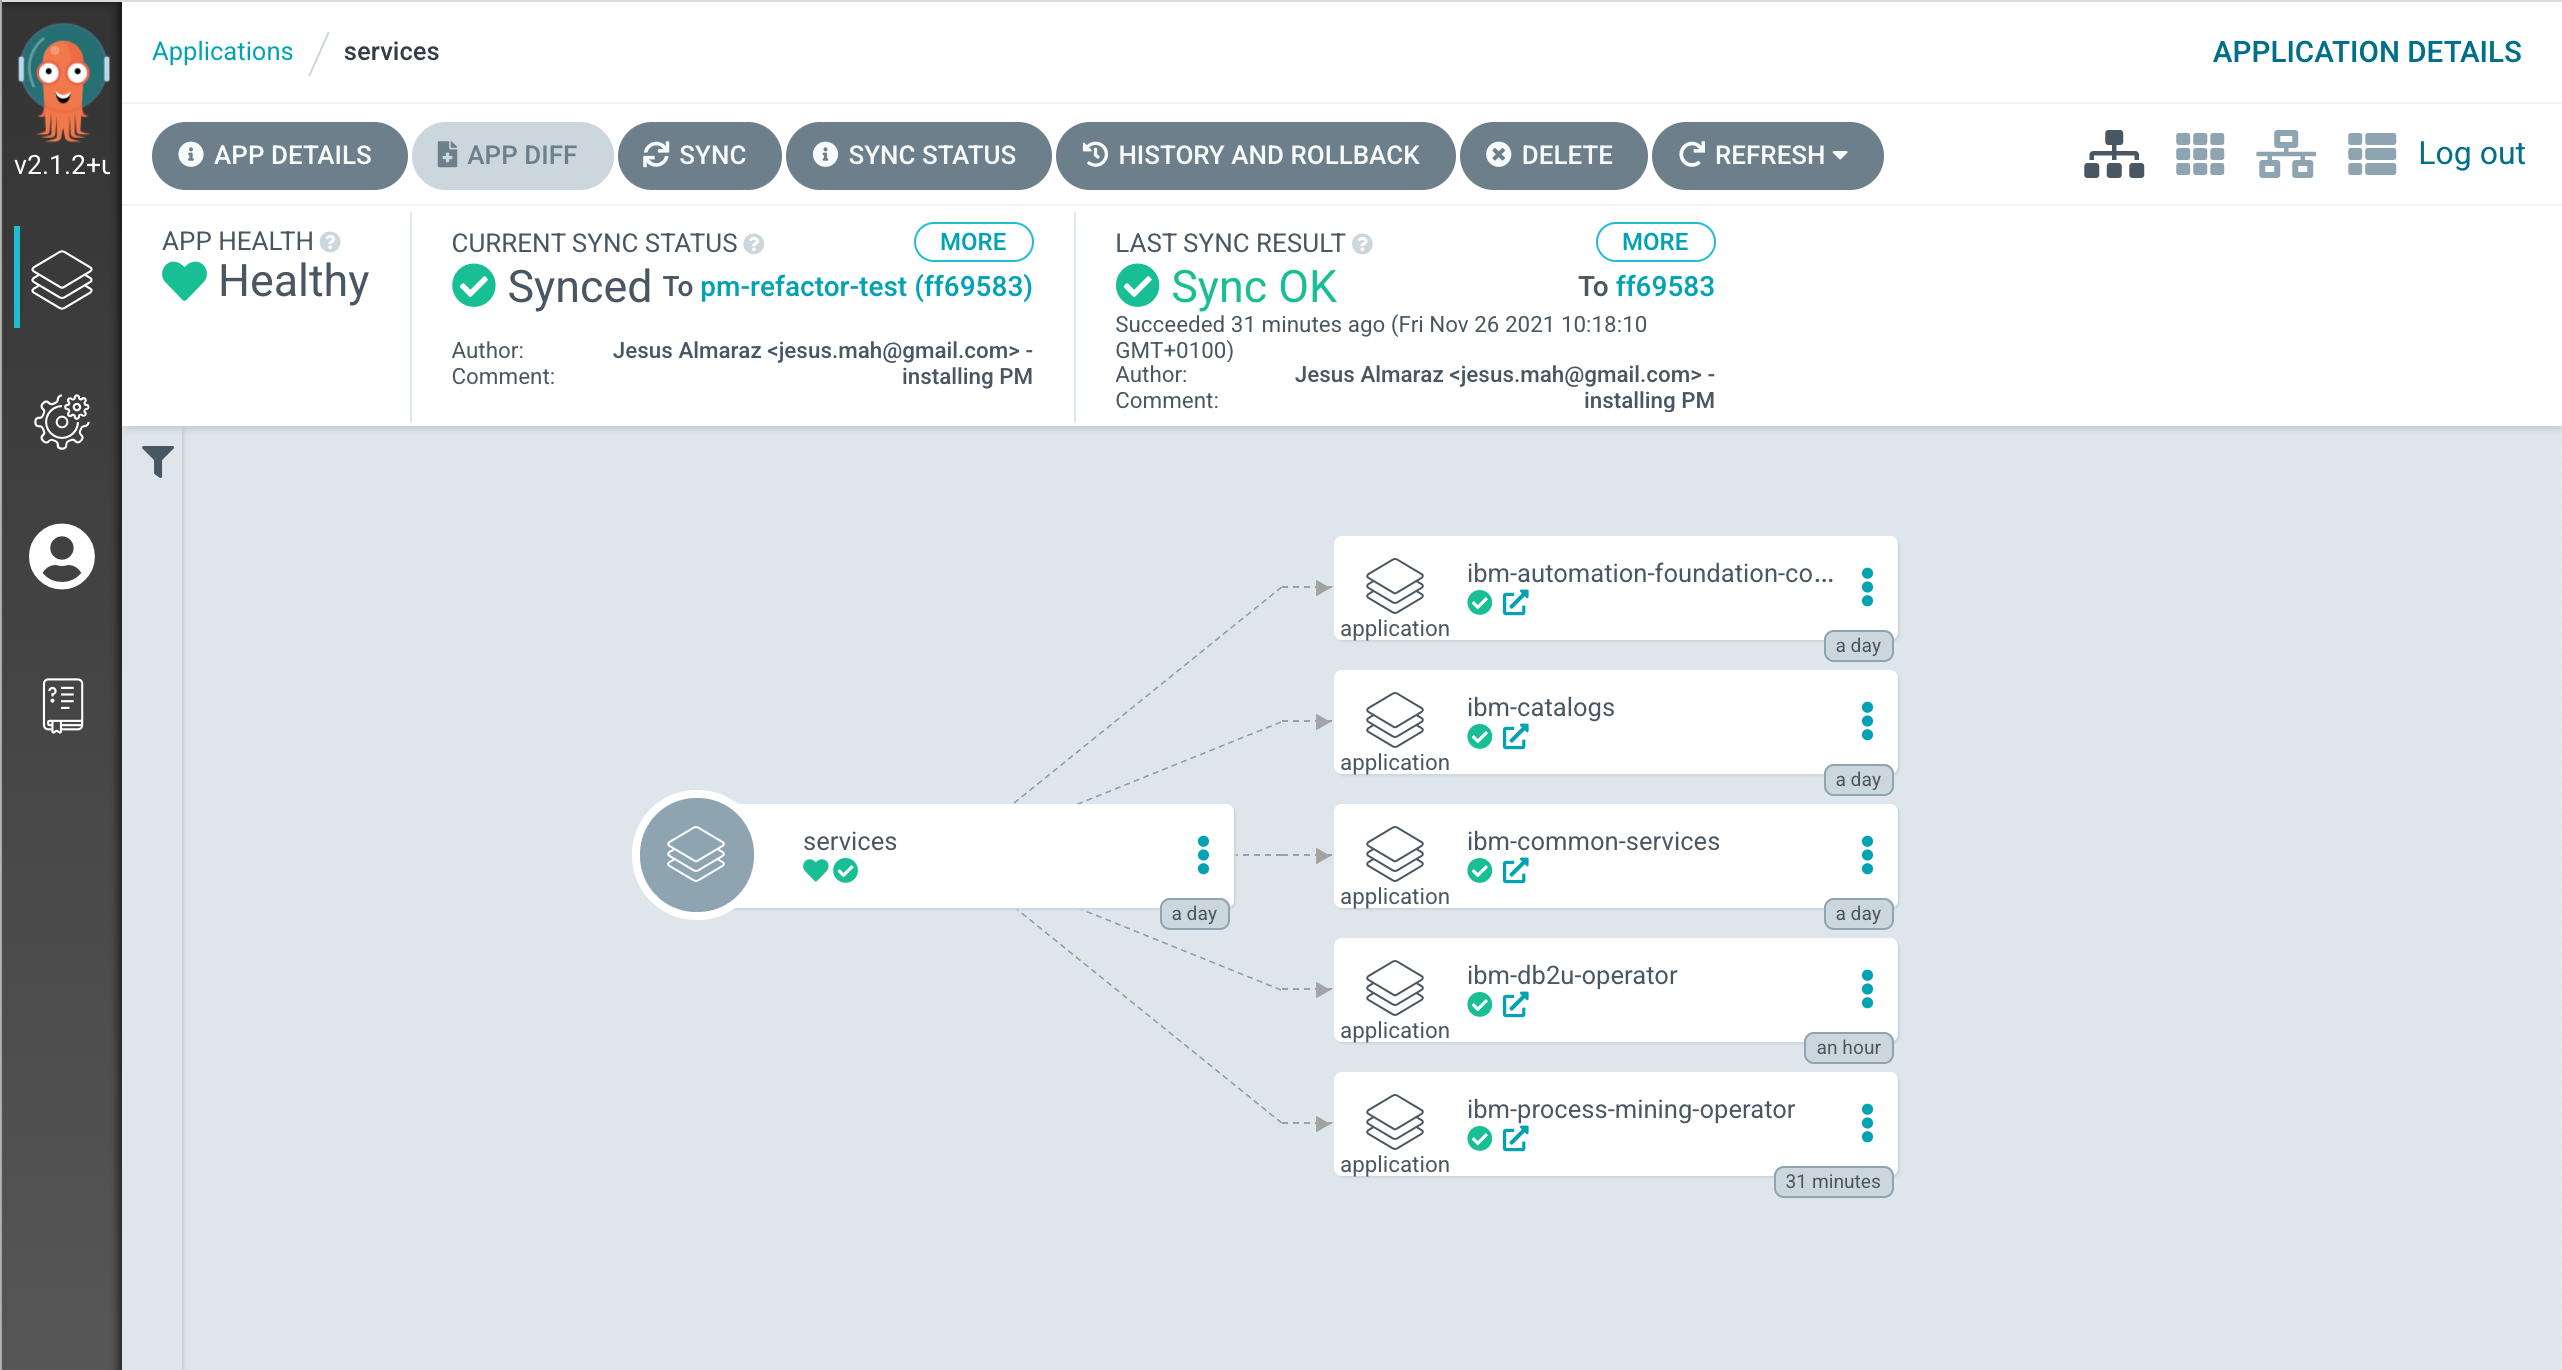 Applications / services
APPLICATION DETAILS
v2.1.2+u
APP DETAILS
APP DIFF
SYNC
SYNC STATUS
HISTORY AND ROLLBACK
DELETE
REFRESH
Log out
APP HEALTH ?
Healthy
CURRENT SYNC STATUS ?
MORE
Synced To pm-refactor-test (ff69583)
Author: Jesus Almaraz <jesus.mah@gmail.com> -
Comment: installing PM
LAST SYNC RESULT ?
MORE
Sync OK To ff69583
Succeeded 31 minutes ago (Fri Nov 26 2021 10:18:10
GMT+0100)
Author: Jesus Almaraz <jesus.mah@gmail.com> -
Comment: installing PM
services
a day
ibm-automation-foundation-co...
application
a day
ibm-catalogs
application
a day
ibm-common-services
application
a day
ibm-db2u-operator
application
an hour
ibm-process-mining-operator
application
31 minutes